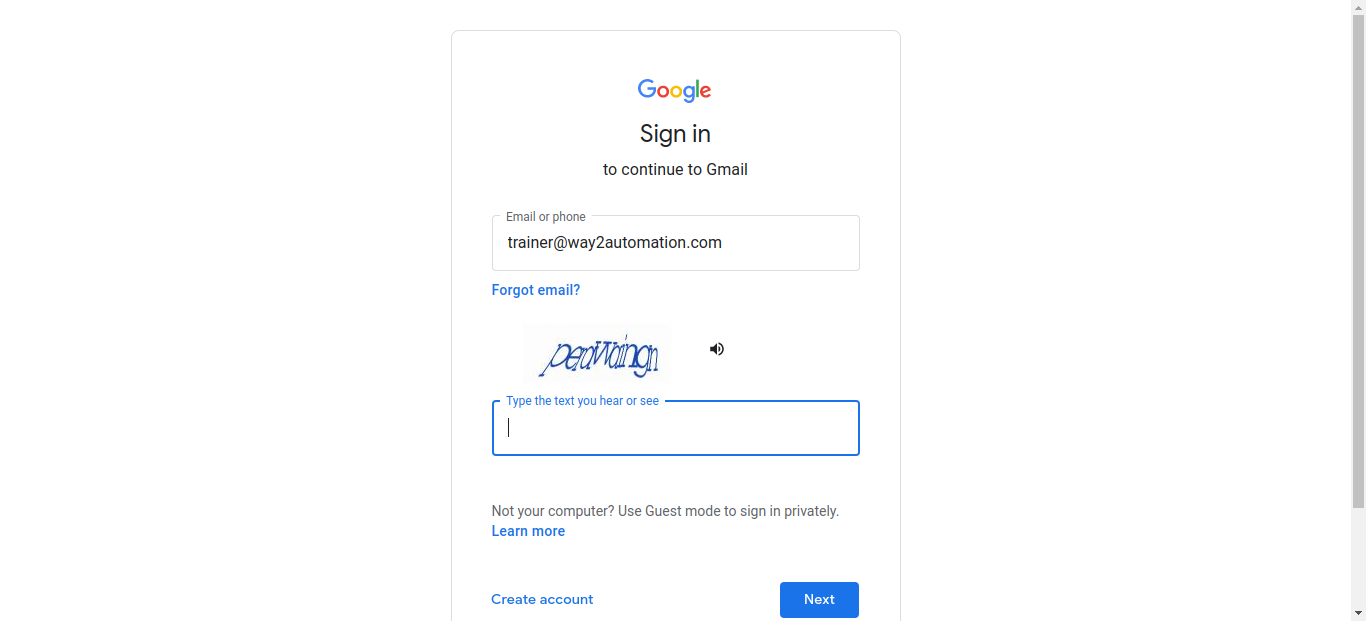 Google
Sign in
to continue to Gmail
Email or phone
trainer@way2automation.com
Forgot email?
Type the text you hear or see
Not your computer? Use Guest mode to sign in privately.
Learn more
Create account
Next